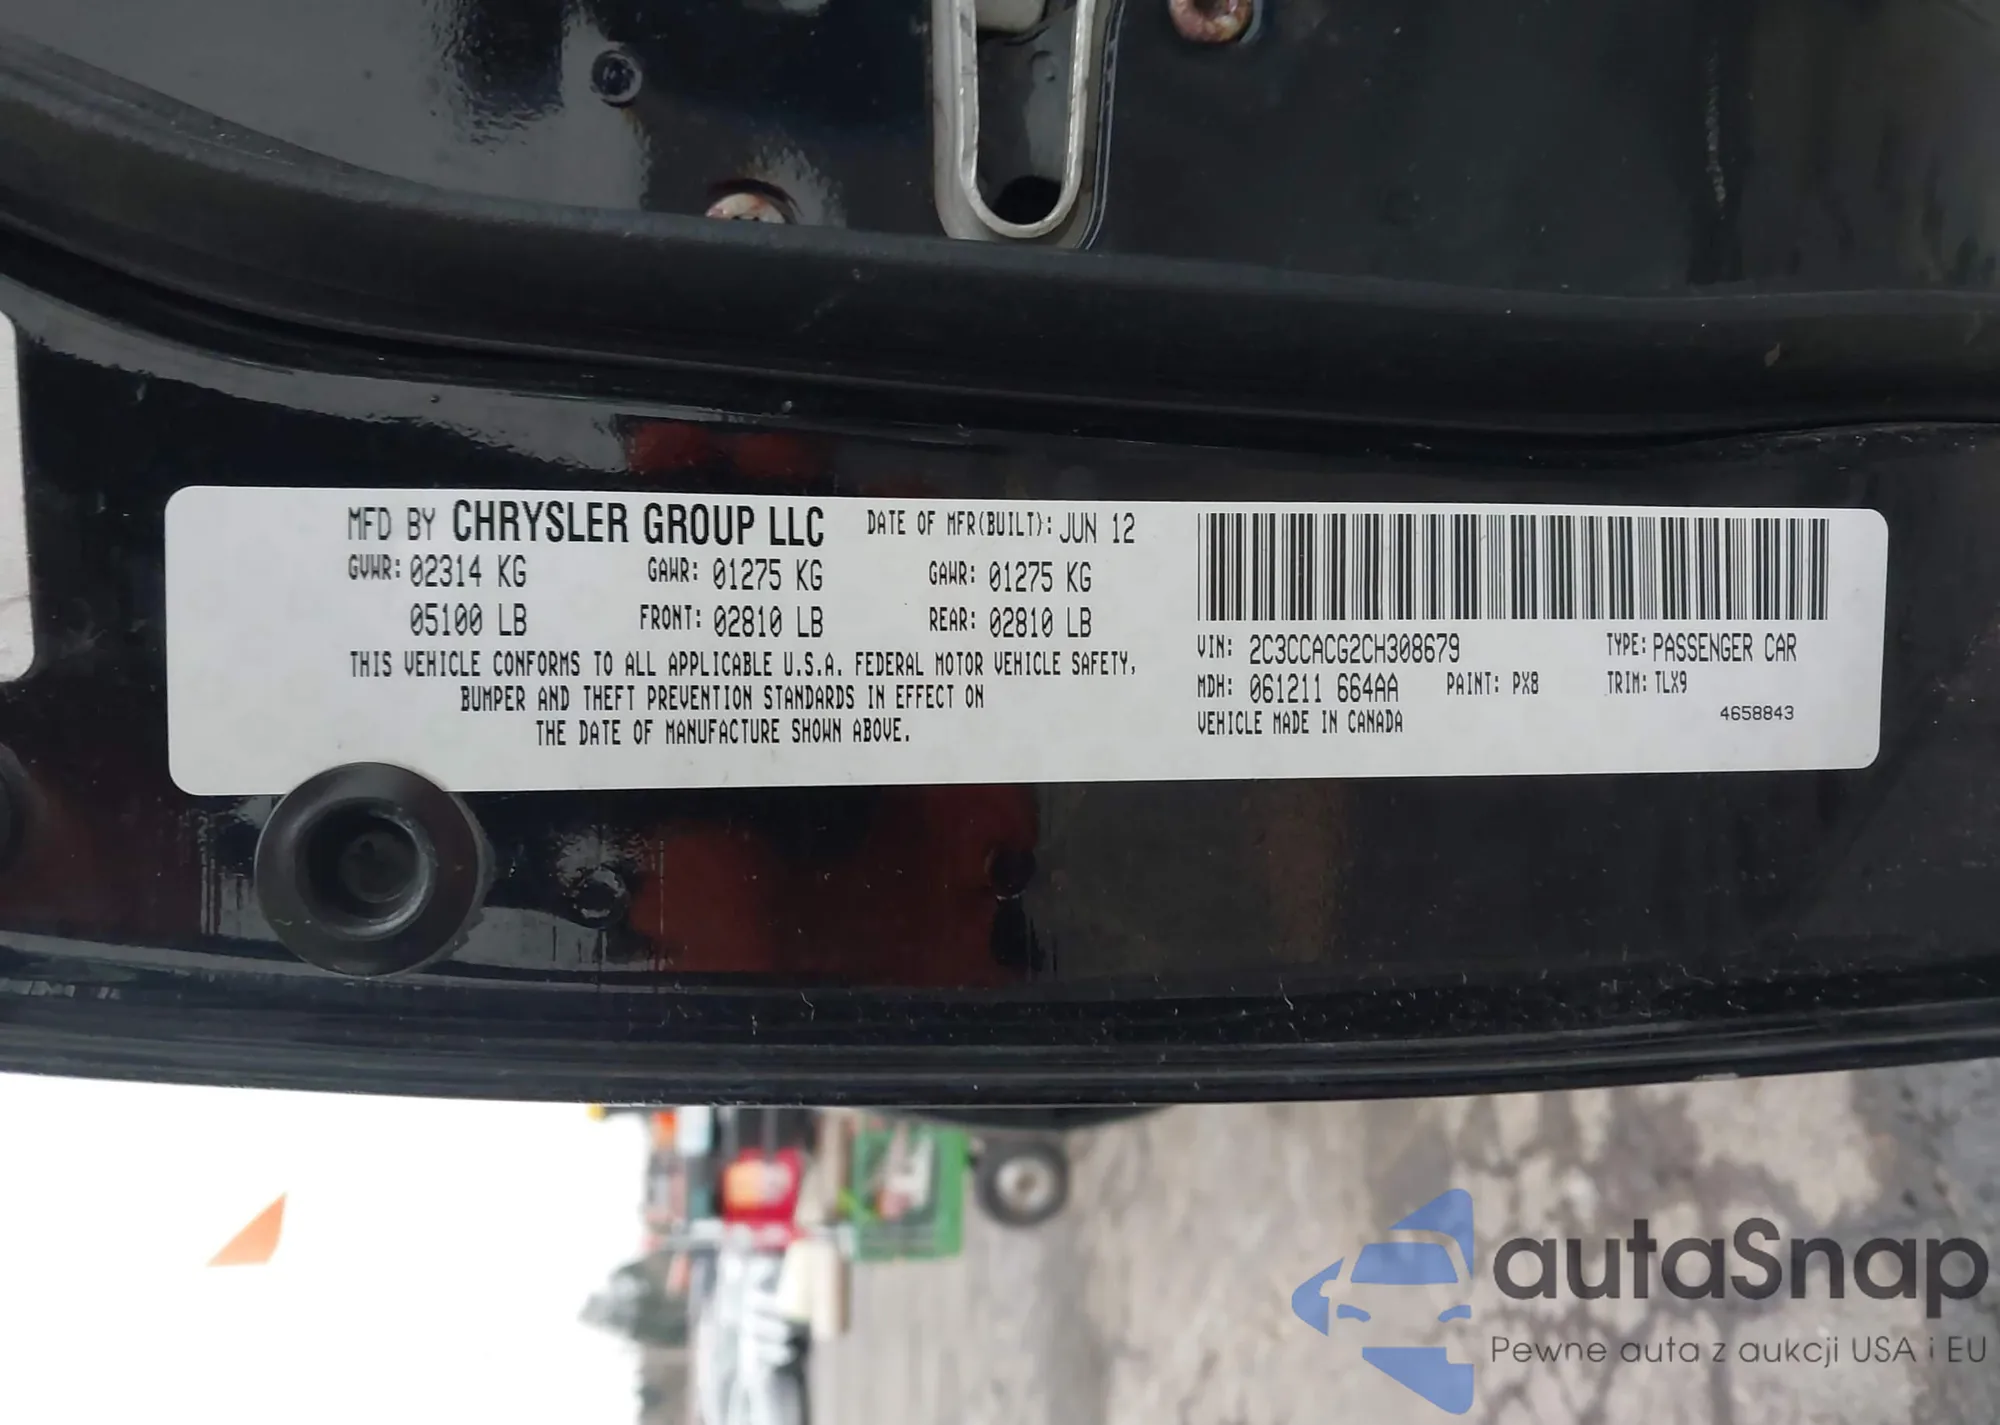 MFD BY CHRYSLER GROUP LLC DATE OF MFR(BUILT): JUN 12
GVWR: 02314 KG GAWR: 01275 KG GAWR: 01275 KG
05100 LB FRONT: 02810 LB REAR: 02810 LB
THIS VEHICLE CONFORMS TO ALL APPLICABLE U.S.A. FEDERAL MOTOR VEHICLE SAFETY,
BUMPER AND THEFT PREVENTION STANDARDS IN EFFECT ON
THE DATE OF MANUFACTURE SHOWN ABOVE.
VIN: 2C3CCACG2CH308679 TYPE: PASSENGER CAR
MDH: 061211 664AA PAINT: PX8 TRIM: TLX9
VEHICLE MADE IN CANADA 4658843
autaSnap
Pewne auta z aukcji USA i EU